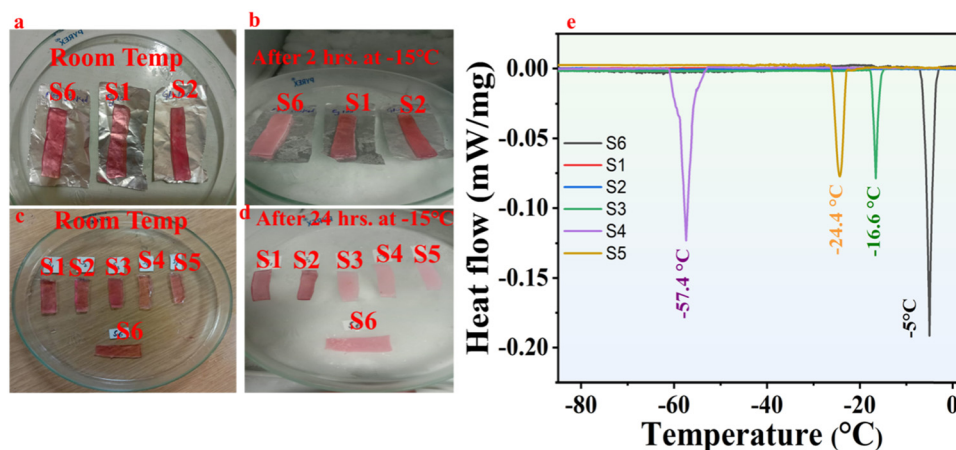 a
Room Temp
S6 S1 S2
b
After 2 hrs. at -15°C
S6 S1 S2
c
Room Temp
S1 S2 S3 S4 S5
S6
d
After 24 hrs. at -15°C
S1 S2 S3 S4 S5
S6
e
Heat flow (mW/mg)
0.00
-0.05
-0.10
-0.15
-0.20
S6
S1
S2
S3
S4
S5
-57.4 °C
-24.4 °C
-16.6 °C
-5°C
-80 -60 -40 -20 0
Temperature (°C)